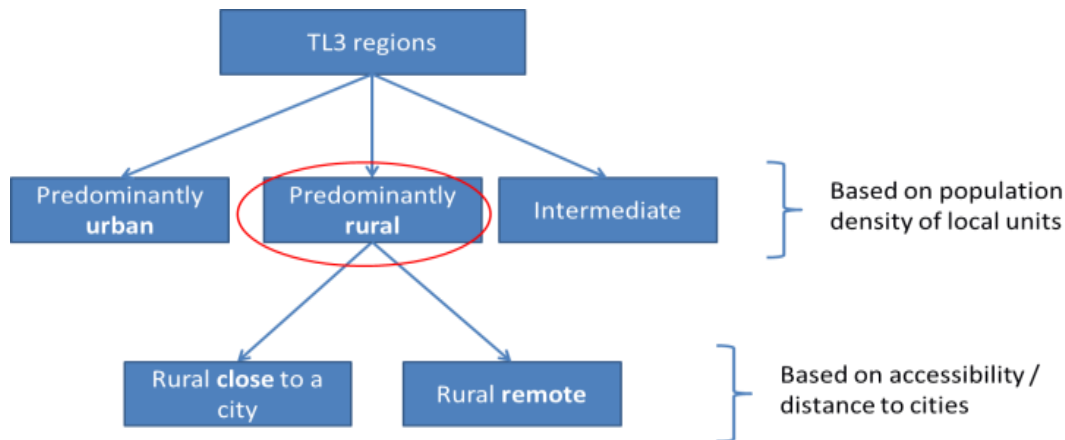 TL3 regions
Predominantly
urban
Predominantly
rural
Intermediate
Based on population
density of local units
Rural close to a
city
Rural remote
Based on accessibility /
distance to cities